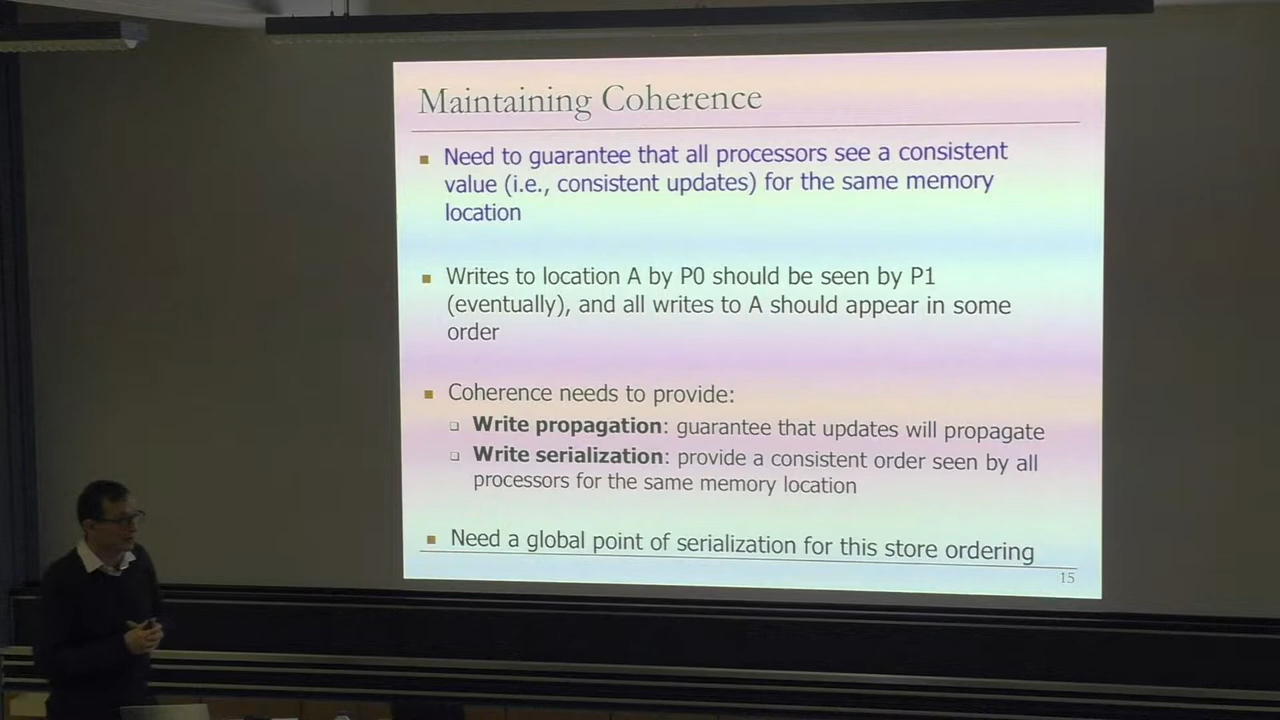 Maintaining Coherence
Need to guarantee that all processors see a consistent
value (i.e., consistent updates) for the same memory
location
Writes to location A by P0 should be seen by P1
(eventually), and all writes to A should appear in some
order
Coherence needs to provide:
Write propagation: guarantee that updates will propagate
Write serialization: provide a consistent order seen by all
processors for the same memory location
Need a global point of serialization for this store ordering
15